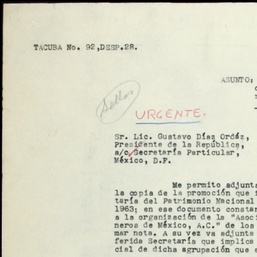 TACUBA No. 92, DESP.28.
ASUNTO:
Sellos
URGENTE.
Sr. Lic. Gustavo Díaz Ordáz,
Presidente de la República,
a/c Secretaría Particular,
México, D.F.
Me permito adjunta
la copia de la promoción que i
taría del Patrimonio Nacional
1963; en ese documento consta
a la organización de la "Asoc
neros de México, A.C." de los
mar nota. A su vez va adjunta
ferida Secretaría que implica
cial de dicha agrupación que e